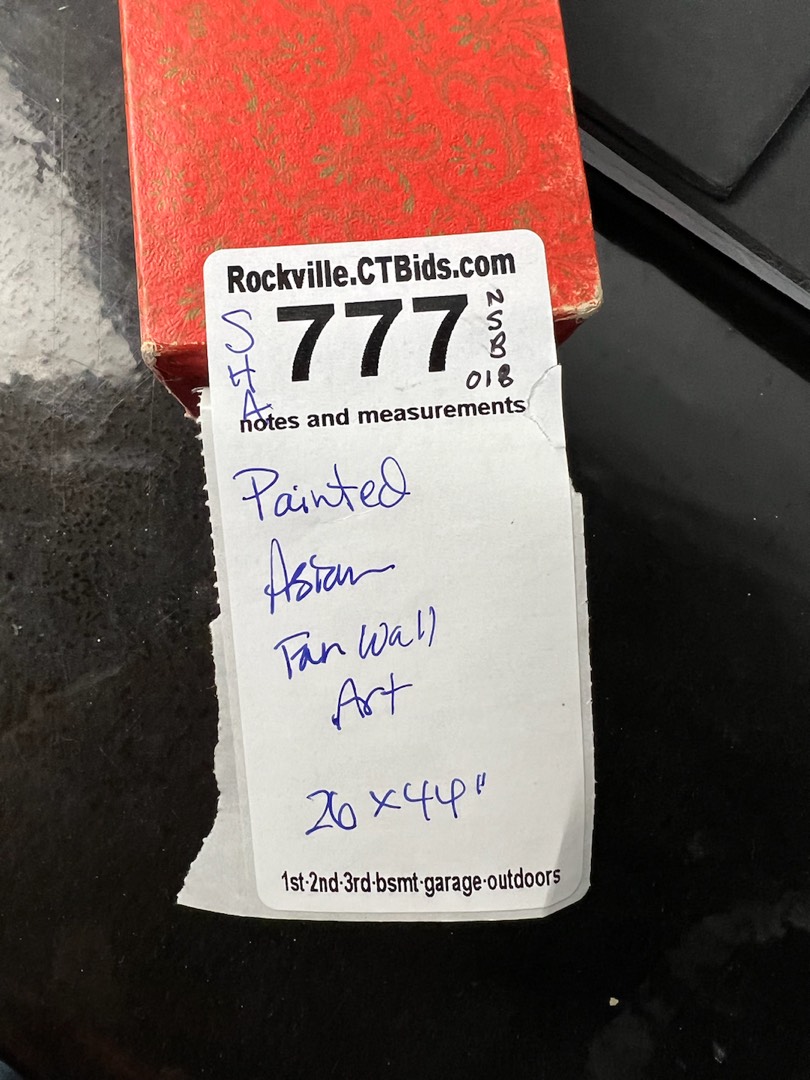 Rockville.CTBids.com
SHA
777
NSB
018
notes and measurements
Painted
Asian
Fan Wall
Art
26 x 44"
1st-2nd-3rd-bsmt-garage-outdoors